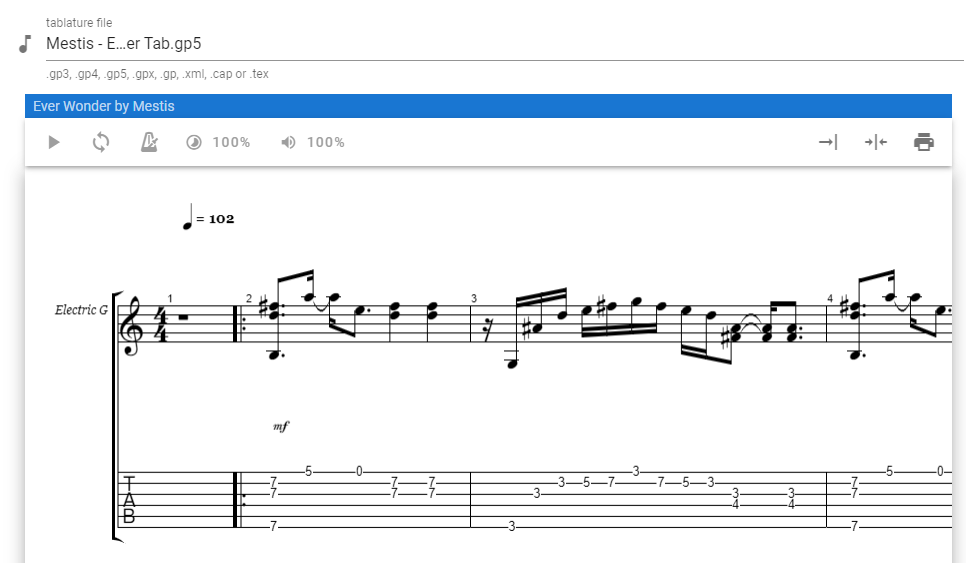 tablature file
Mestis - E...er Tab.gp5
.gp3, .gp4, .gp5, .gpx, .gp, .xml, .cap or .tex
Ever Wonder by Mestis
100% 100%
= 102
1 2 3 4
Electric G
4
4
mf
5 0 3 5 0
7 7 7 3 5 7 7 5 3 7
T
7 7 7 3 3 3 7
A
4 4
B
7 3 7